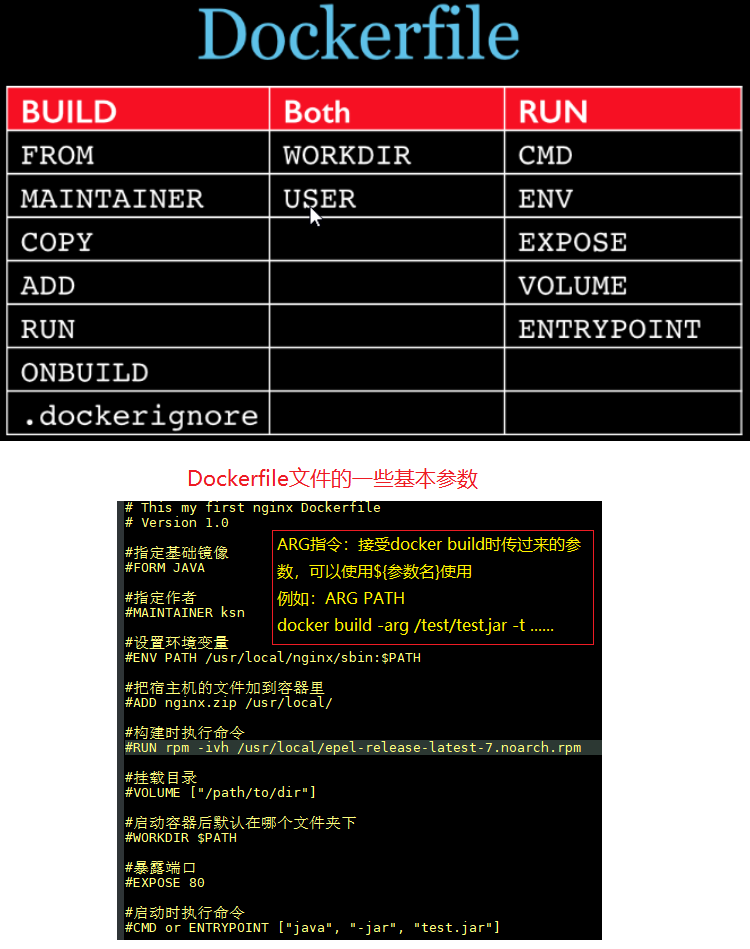 Dockerfile
BUILD Both RUN
FROM WORKDIR CMD
MAINTAINER USER ENV
COPY EXPOSE
ADD VOLUME
RUN ENTRYPOINT
ONBUILD
.dockerignore
Dockerfile文件的一些基本参数
# This my first nginx Dockerfile
# Version 1.0
#指定基础镜像
#FORM JAVA
#指定作者
#MAINTAINER ksn
ARG指令：接受docker build时传过来的参
数，可以使用${参数名}使用
例如：ARG PATH
docker build -arg /test/test.jar -t ......
#设置环境变量
#ENV PATH /usr/local/nginx/sbin:$PATH
#把宿主机的文件加到容器里
#ADD nginx.zip /usr/local/
#构建时执行命令
#RUN rpm -ivh /usr/local/epel-release-latest-7.noarch.rpm
#挂载目录
#VOLUME ["/path/to/dir"]
#启动容器后默认在哪个文件夹下
#WORKDIR $PATH
#暴露端口
#EXPOSE 80
#启动时执行命令
#CMD or ENTRYPOINT ["java", "-jar", "test.jar"]